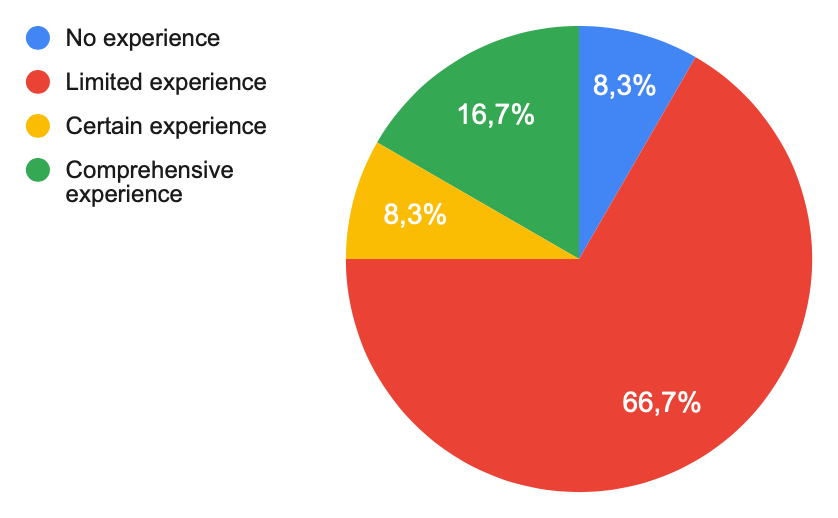 No experience
Limited experience
Certain experience
Comprehensive
experience
8,3%
16,7%
8,3%
66,7%